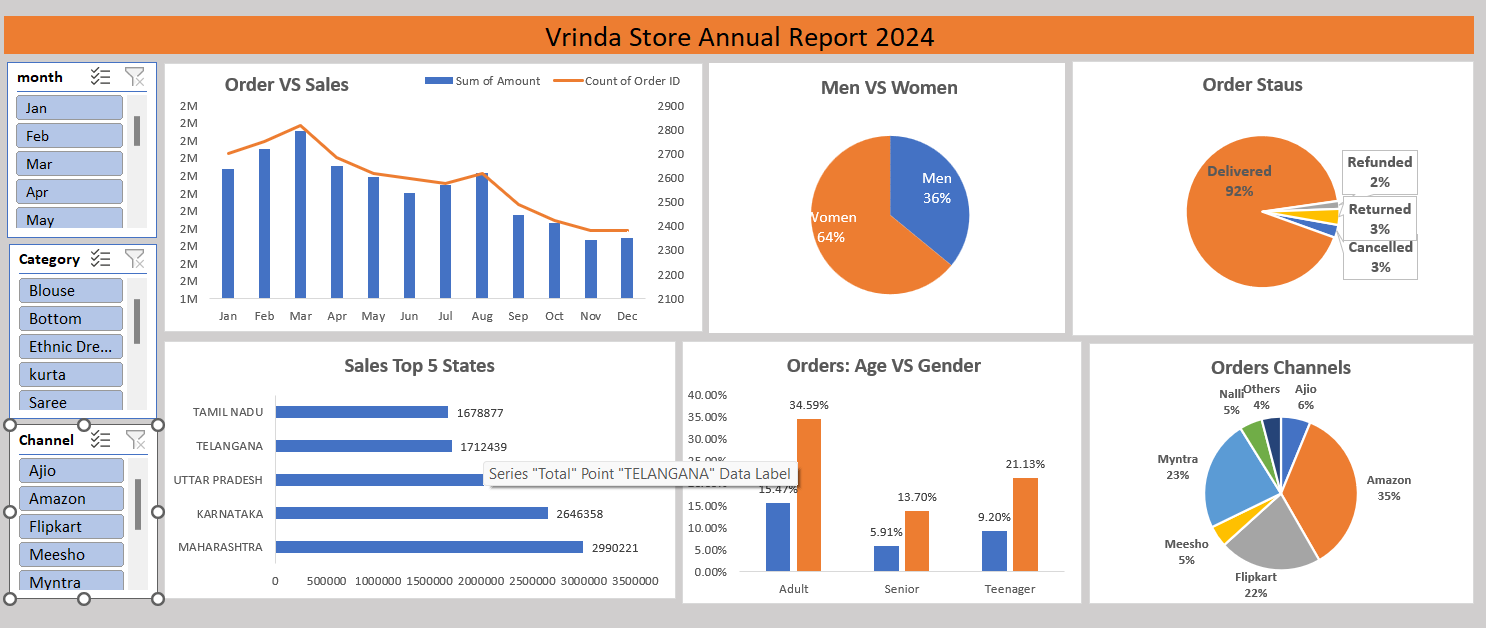 Vrinda Store Annual Report 2024
month
Jan
Feb
Mar
Apr
May
Category
Blouse
Bottom
Ethnic Dre...
kurta
Saree
Channel
Ajio
Amazon
Flipkart
Meesho
Myntra
Order VS Sales
Sum of Amount
Count of Order ID
2M
2M
2M
2M
2M
2M
2M
2M
2M
2M
2M
1M
2900
2800
2700
2600
2500
2400
2300
2200
2100
Jan Feb Mar Apr May Jun Jul Aug Sep Oct Nov Dec
Men VS Women
Men
36%
Women
64%
Order Staus
Delivered
92%
Refunded
2%
Returned
3%
Cancelled
3%
Sales Top 5 States
TAMIL NADU 1678877
TELANGANA 1712439
UTTAR PRADESH
KARNATAKA 2646358
MAHARASHTRA 2990221
0 500000 1000000 1500000 2000000 2500000 3000000 3500000
Series "Total" Point "TELANGANA" Data Label
Orders: Age VS Gender
40.00%
35.00%
30.00%
15.00%
10.00%
5.00%
0.00%
34.59%
15.47%
5.91%
13.70%
9.20%
21.13%
Adult Senior Teenager
Orders Channels
Ajio
6%
Amazon
35%
Flipkart
22%
Meesho
5%
Myntra
23%
Nalli
5%
Others
4%